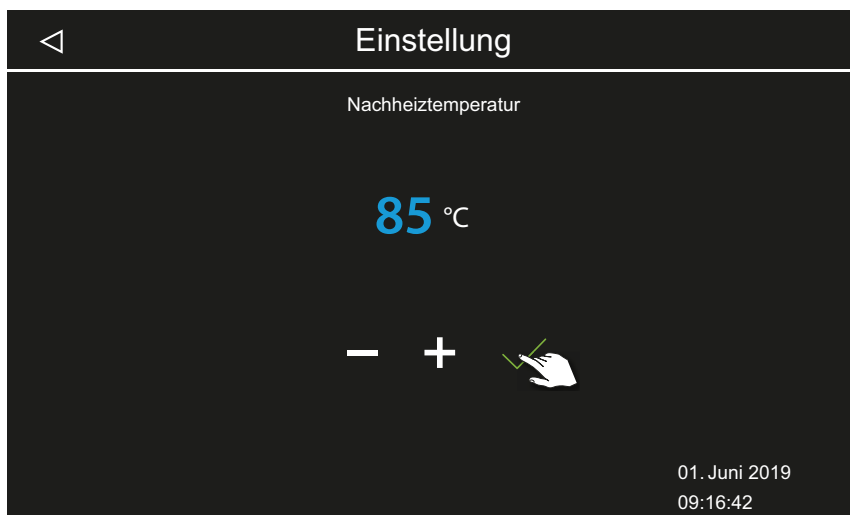 Einstellung
Nachheiztemperatur
85 °C
− +
01. Juni 2019
09:16:42